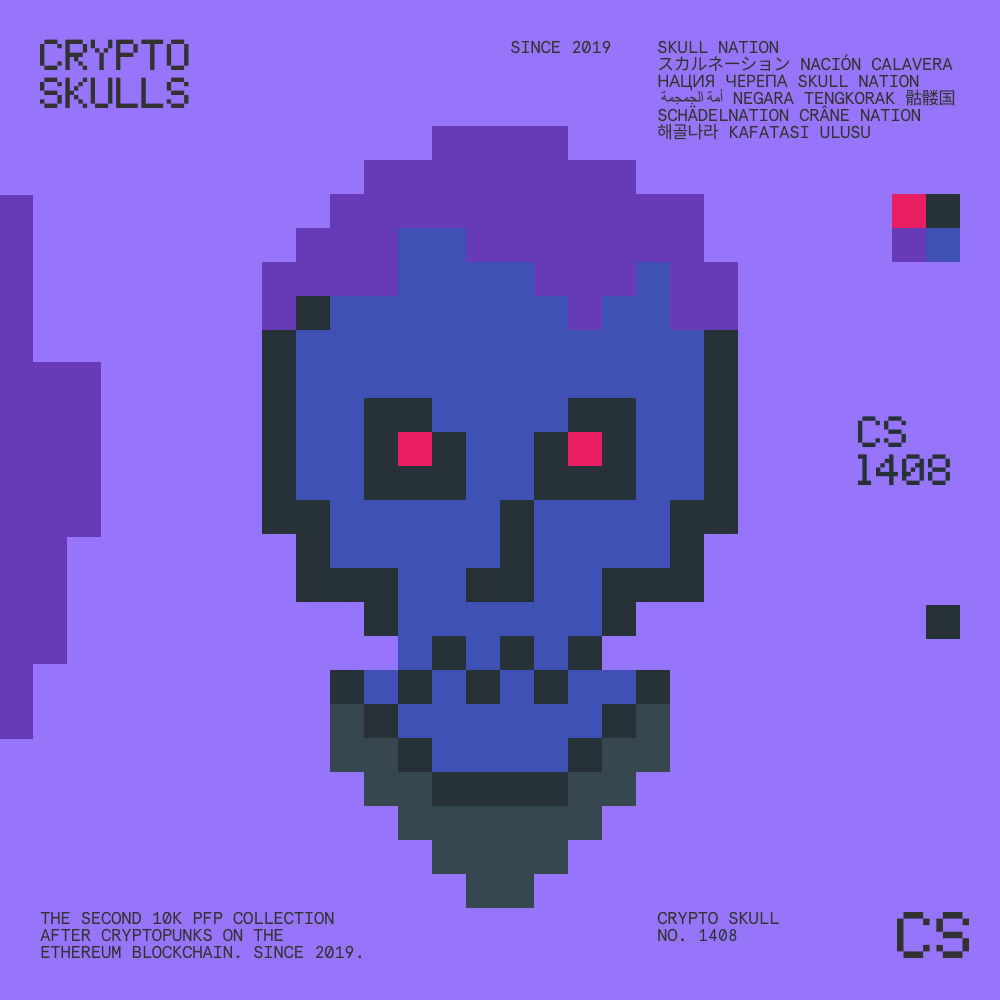 CRYPTO
SKULLS
SINCE 2019
SKULL NATION
スカルネーション NACIÓN CALAVERA
НАЦИЯ ЧЕРЕПА SKULL NATION
أمة الجمجمة NEGARA TENGKORAK 骷髅国
SCHÄDELNATION CRÂNE NATION
해골나라 KAFATASI ULUSU
CS
1408
THE SECOND 10K PFP COLLECTION
AFTER CRYPTOPUNKS ON THE
ETHEREUM BLOCKCHAIN. SINCE 2019.
CRYPTO SKULL
NO. 1408
CS